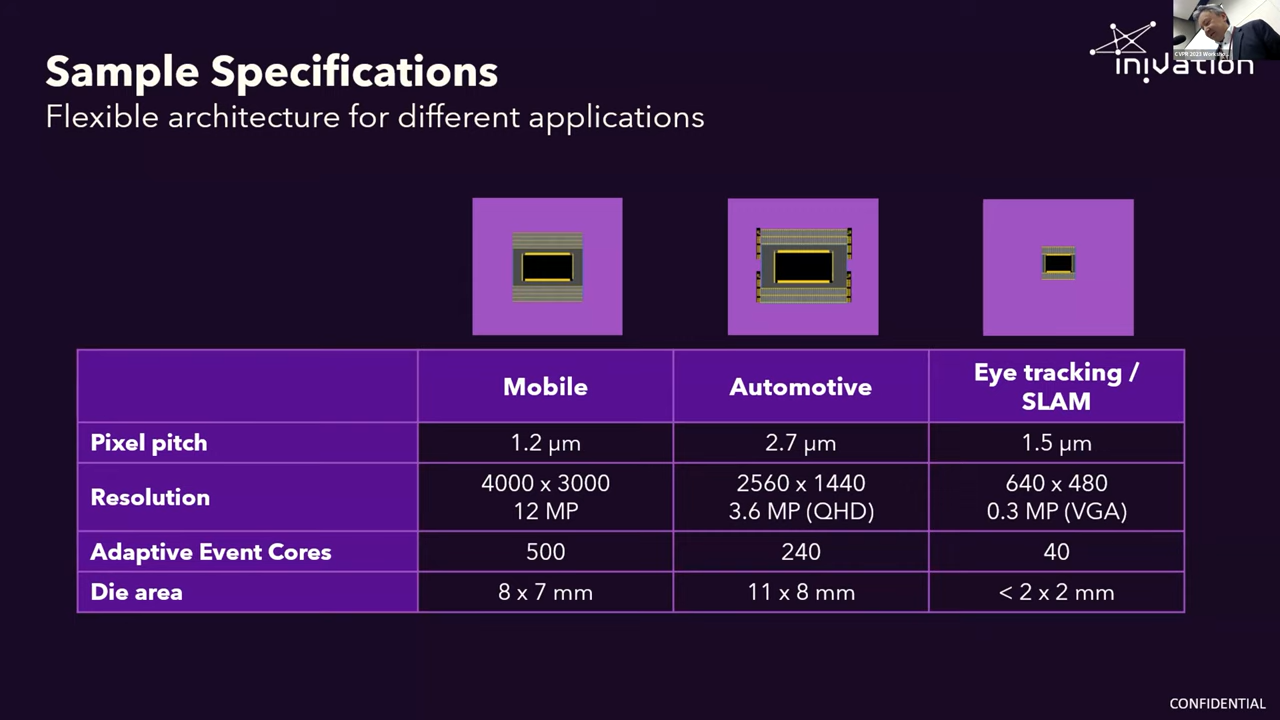 Sample Specifications
Flexible architecture for different applications
inivation
CVPR 2023 Worksho...
Mobile
Automotive
Eye tracking /
SLAM
Pixel pitch
1.2 µm
2.7 µm
1.5 µm
Resolution
4000 x 3000
12 MP
2560 x 1440
3.6 MP (QHD)
640 x 480
0.3 MP (VGA)
Adaptive Event Cores
500
240
40
Die area
8 x 7 mm
11 x 8 mm
< 2 x 2 mm
CONFIDENTIAL